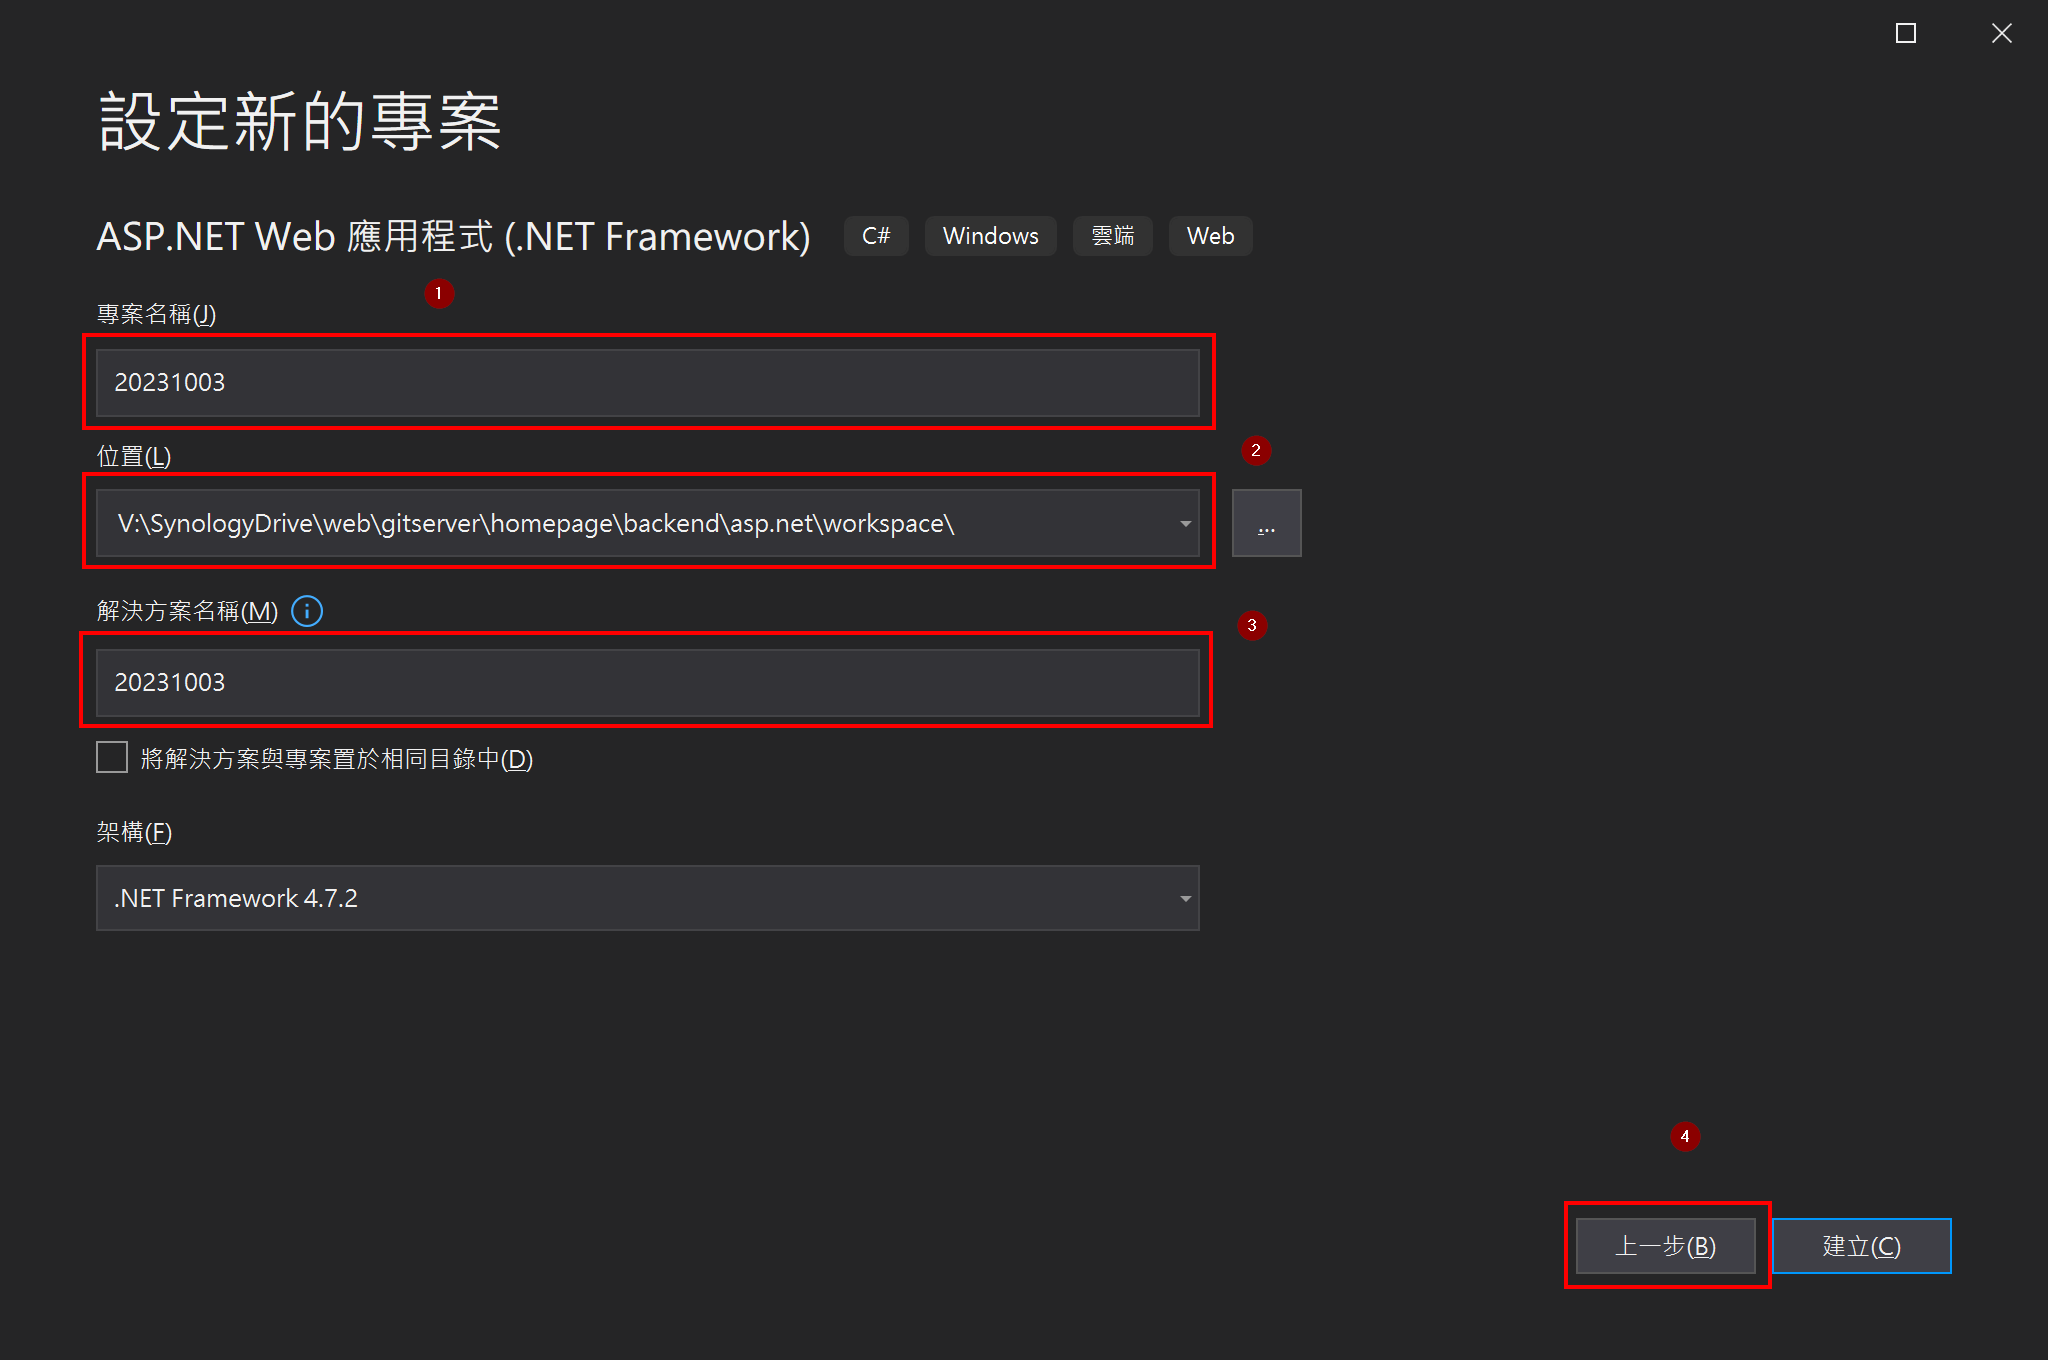 設定新的專案
ASP.NET Web 應用程式 (.NET Framework) C# Windows 雲端 Web
1
專案名稱(J)
20231003
位置(L)
2
V:\SynologyDrive\web\gitserver\homepage\backend\asp.net\workspace\
...
解決方案名稱(M)
3
20231003
將解決方案與專案置於相同目錄中(D)
架構(F)
.NET Framework 4.7.2
4
上一步(B) 建立(C)